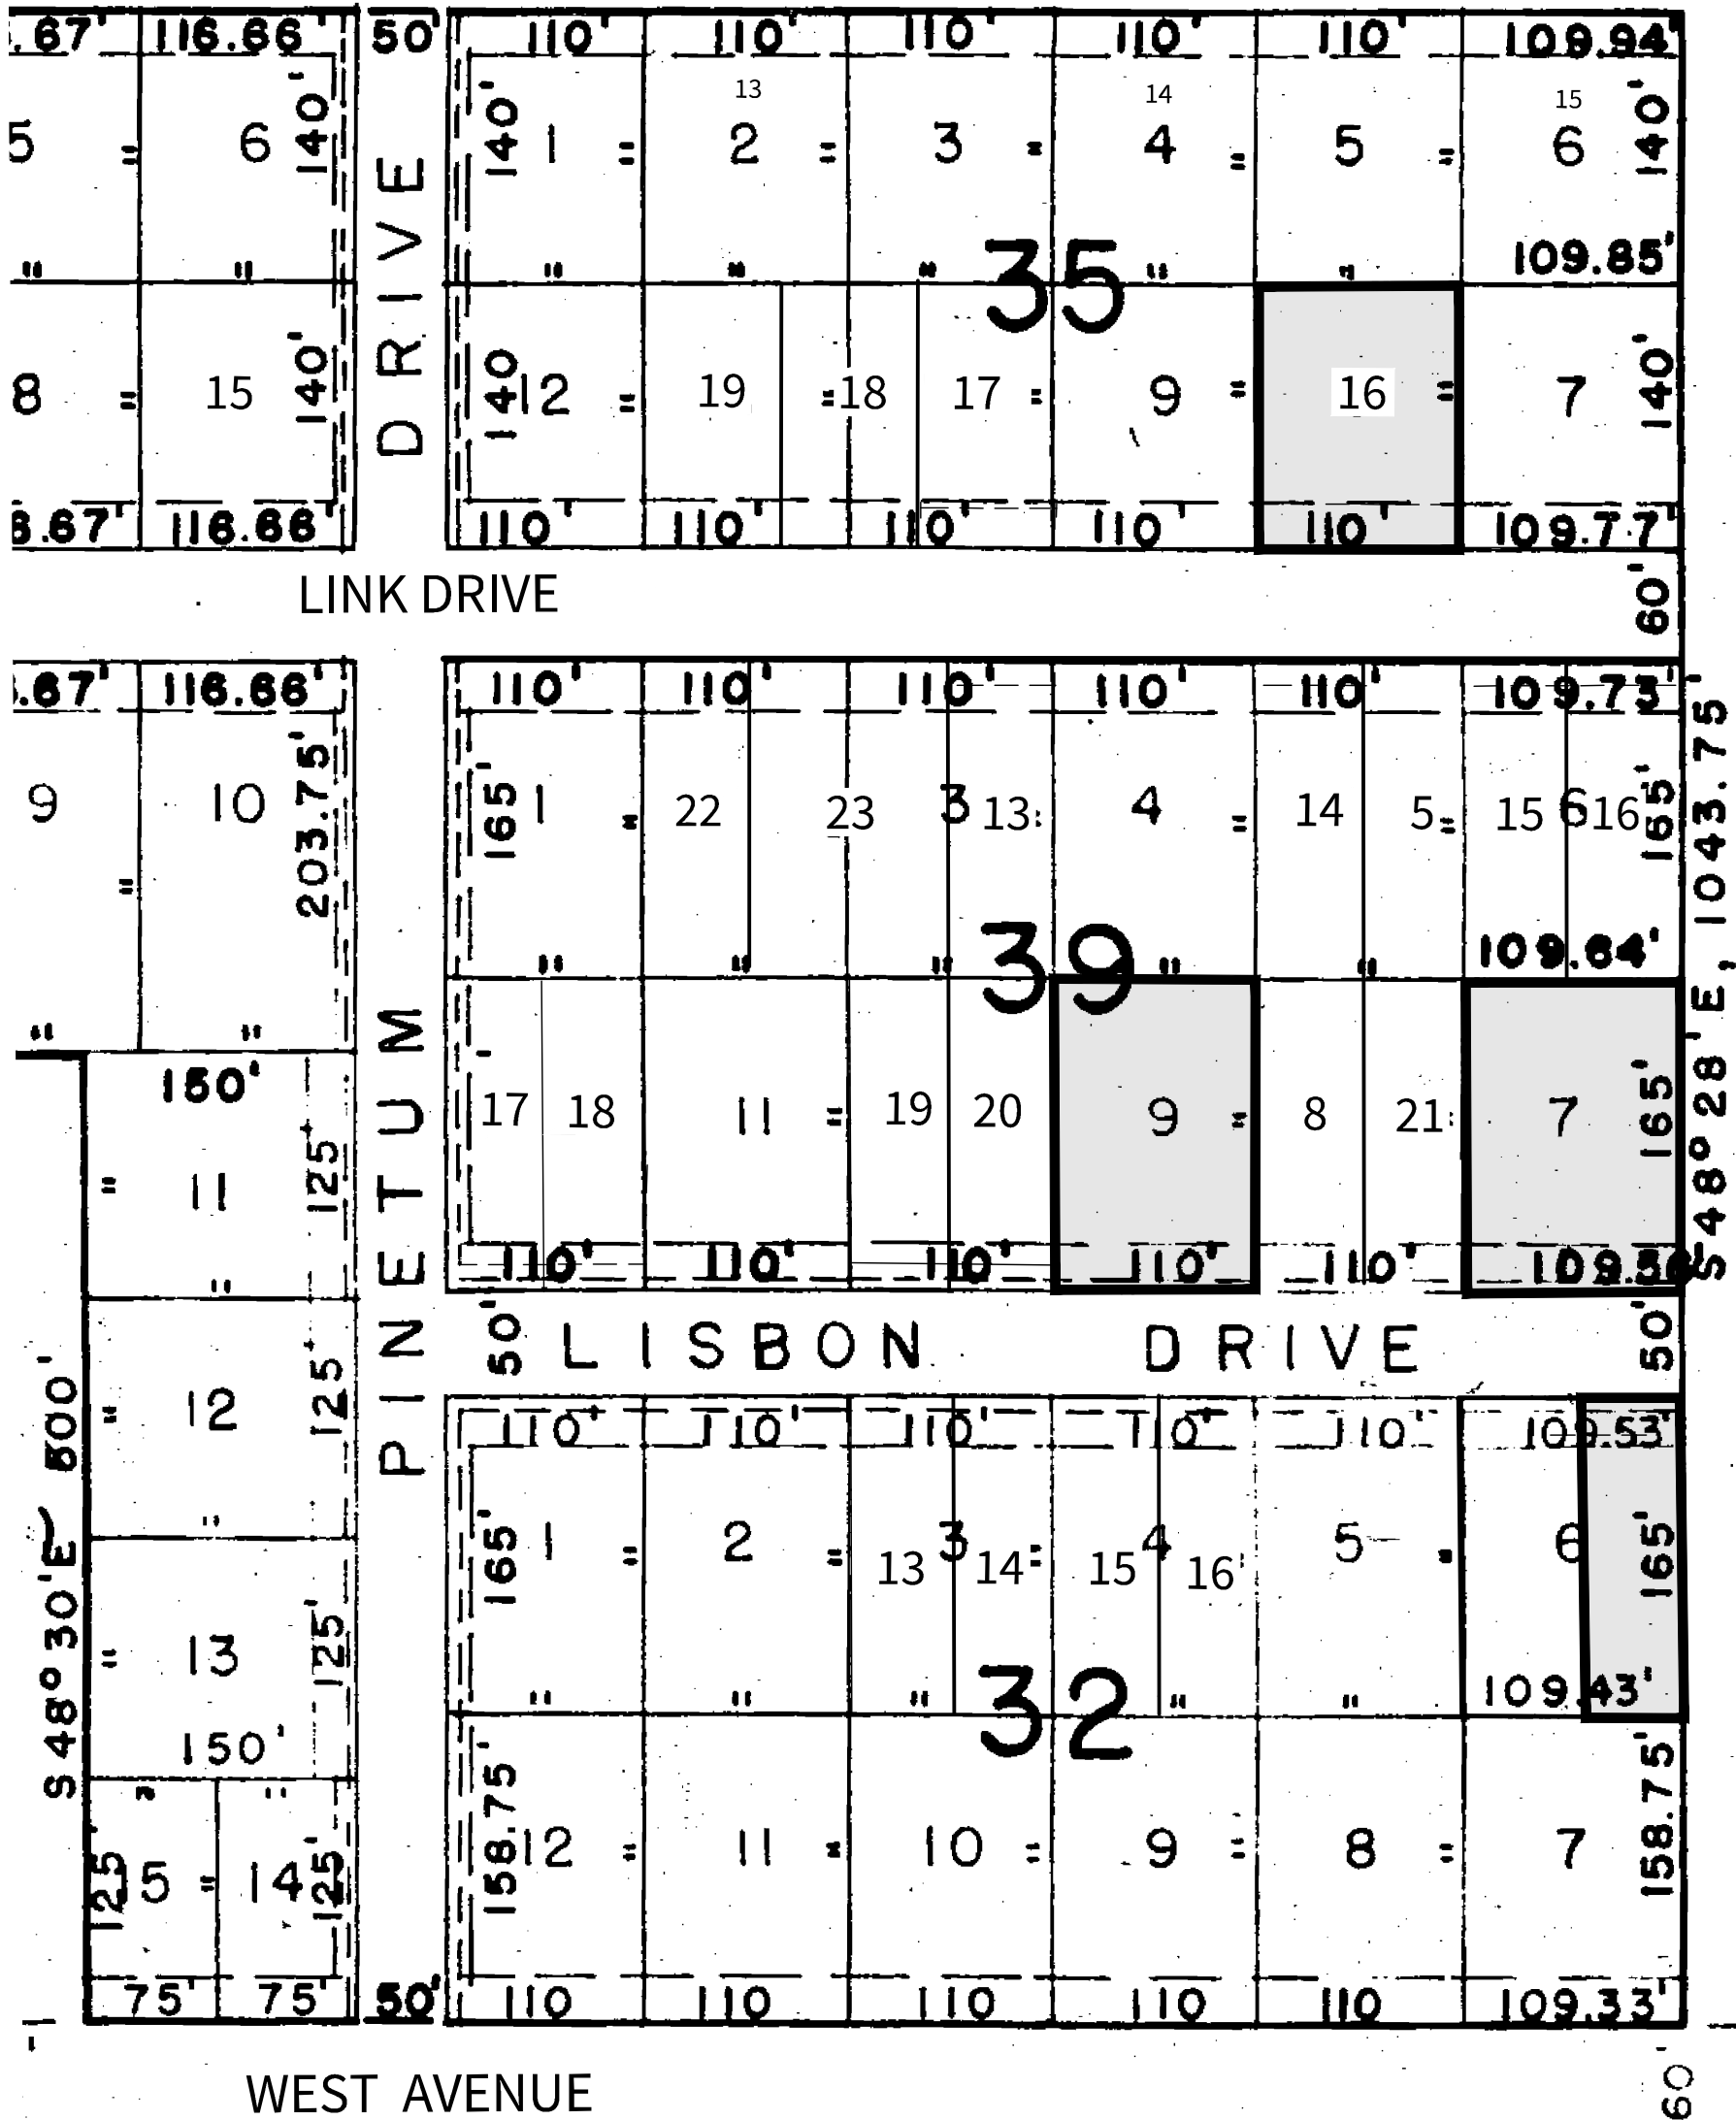 .67' 116.66' 50' 110' 110' 110' 110' 110' 109.94'
13 14 15
5 6 140' 140' 1 2 3 4 5 6 140'
35
109.85'
8 15 140' 140' 12 19 18 17 9 16 7 140'
.67' 116.66' 110' 110' 110' 110' 110' 109.77'
LINK DRIVE 60'
.67' 116.66' 110' 110' 110' 110' 110' 109.73'
9 10 203.75' 165' 1 22 23 3 13 4 14 5 15 6 16 165'
39
109.64'
S 48° 28' E, 1043.75'
150'
17 18 11 19 20 9 8 21 7 165'
11 125'
110' 110' 110' 110' 110'
PINETUM DRIVE
50' LISBON DRIVE 50'
12 125'
S 48° 30' E 500'
110' 110' 110' 110' 110' 109.53'
165' 1 2 3 4 5 6 165'
13 14 15 16
13 125'
32
109.43'
150'
158.75' 12 11 10 9 8 7 158.75'
125' 15 14 125'
75' 75' 50' 110 110 110 110 110 109.33'
WEST AVENUE 60